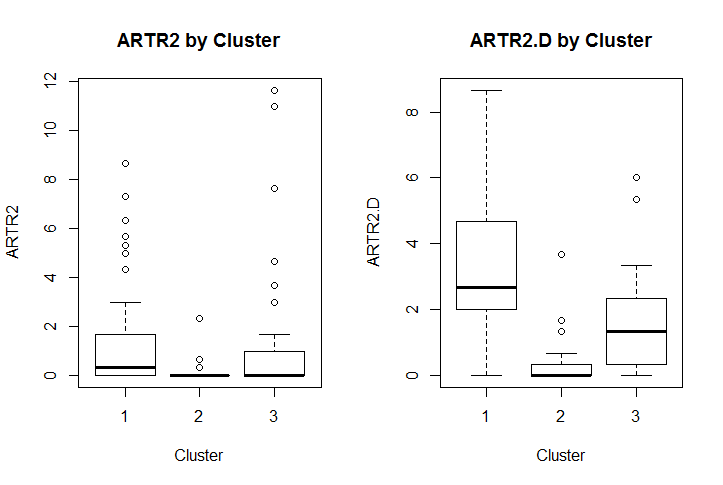 ARTR2 by Cluster
ARTR2
12
10
8
6
4
2
0
1 2 3
Cluster
ARTR2.D by Cluster
ARTR2.D
8
6
4
2
0
1 2 3
Cluster